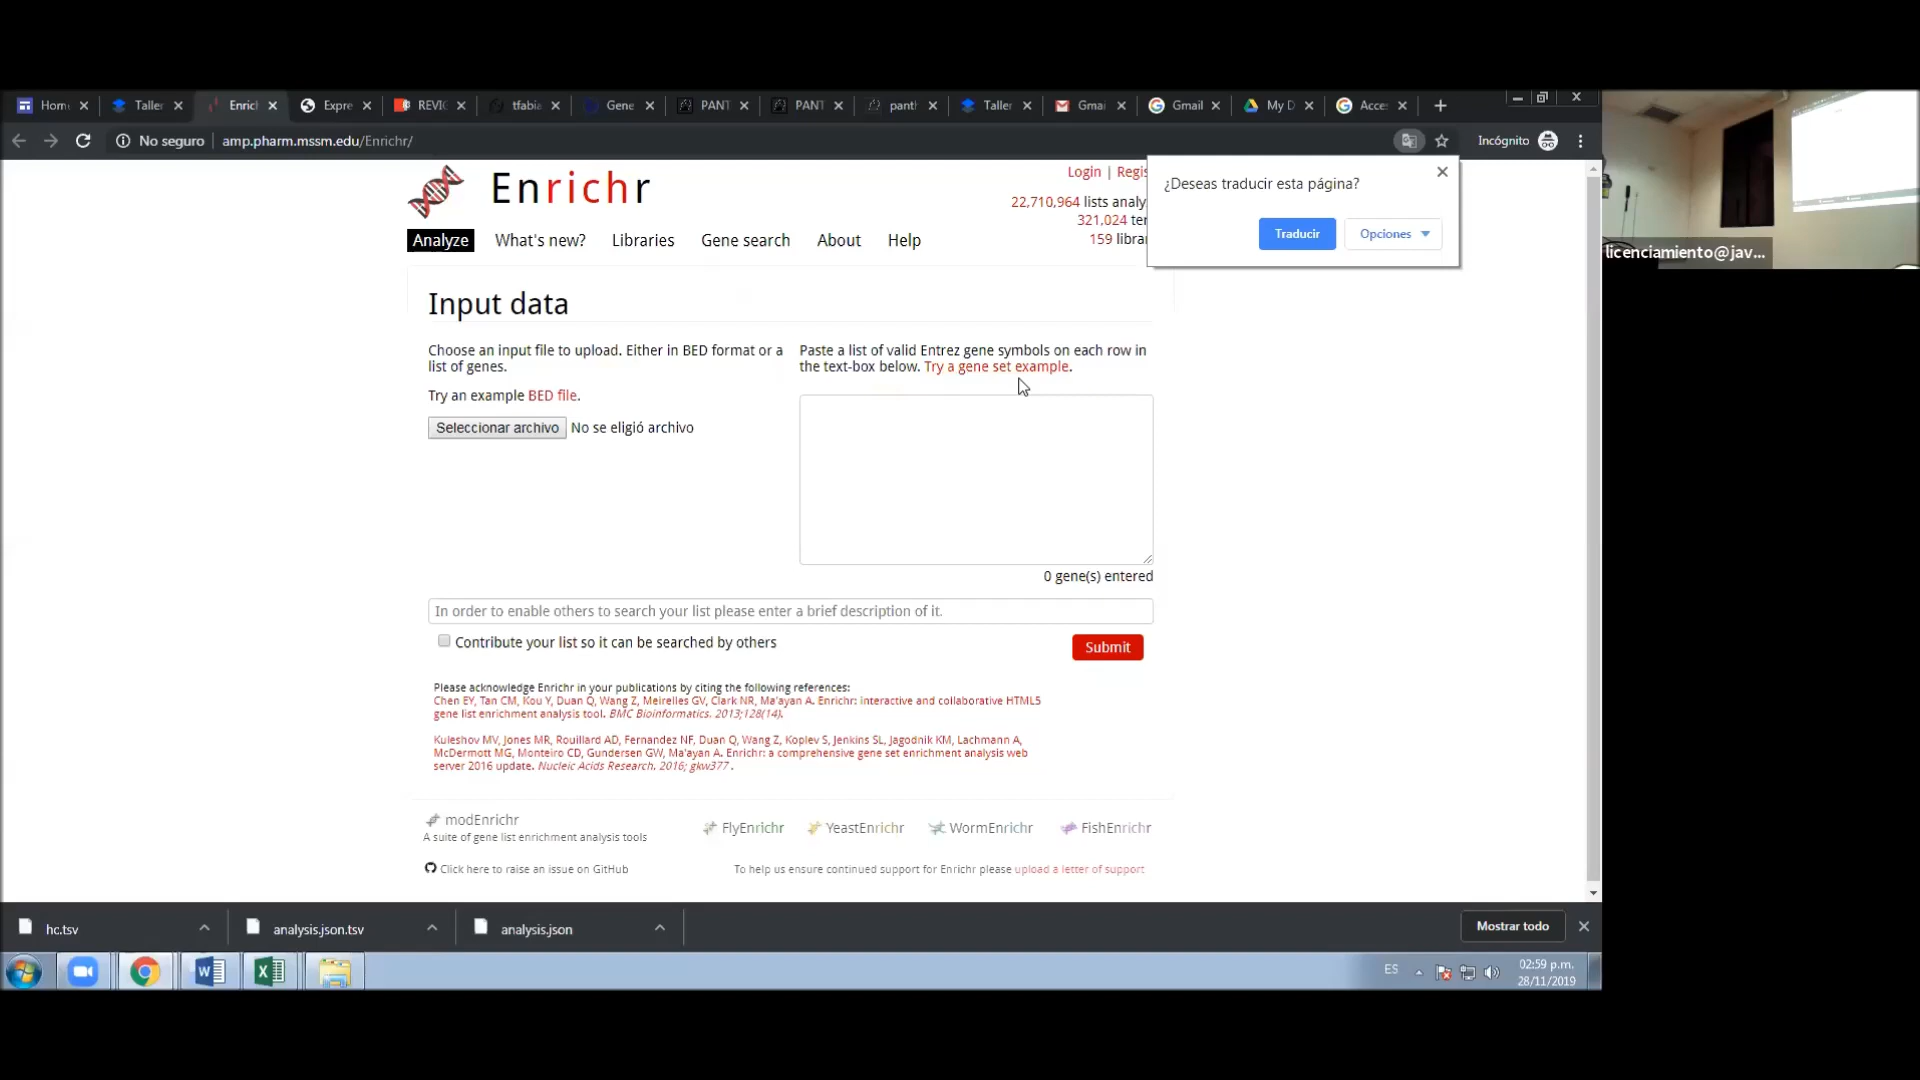 Hom
Taller
Enric
Expre
REVIG
tfabia
Gene
PANT
PANT
panth
Taller
Gmai
Gmail
My D
Acces
No seguro
amp.pharm.mssm.edu/Enrichr/
Incógnito
Enrichr
Login | Regis
22,710,964 lists analy
321,024 ter
159 librar
¿Deseas traducir esta página?
Traducir
Opciones
licenciamiento@jav...
Analyze
What's new?
Libraries
Gene search
About
Help
Input data
Choose an input file to upload. Either in BED format or a
list of genes.
Try an example BED file.
Seleccionar archivo
No se eligió archivo
Paste a list of valid Entrez gene symbols on each row in
the text-box below. Try a gene set example.
0 gene(s) entered
In order to enable others to search your list please enter a brief description of it.
Contribute your list so it can be searched by others
Submit
Please acknowledge Enrichr in your publications by citing the following references:
Chen EY, Tan CM, Kou Y, Duan Q, Wang Z, Meirelles GV, Clark NR, Ma'ayan A. Enrichr: interactive and collaborative HTML5
gene list enrichment analysis tool. BMC Bioinformatics. 2013;128(14).
Kuleshov MV, Jones MR, Rouillard AD, Fernandez NF, Duan Q, Wang Z, Koplev S, Jenkins SL, Jagodnik KM, Lachmann A,
McDermott MG, Monteiro CD, Gundersen GW, Ma'ayan A. Enrichr: a comprehensive gene set enrichment analysis web
server 2016 update. Nucleic Acids Research. 2016; gkw377 .
modEnrichr
A suite of gene list enrichment analysis tools
FlyEnrichr
YeastEnrichr
WormEnrichr
FishEnrichr
Click here to raise an issue on GitHub
To help us ensure continued support for Enrichr please upload a letter of support
hc.tsv
analysis.json.tsv
analysis.json
Mostrar todo
ES
02:59 p.m.
28/11/2019